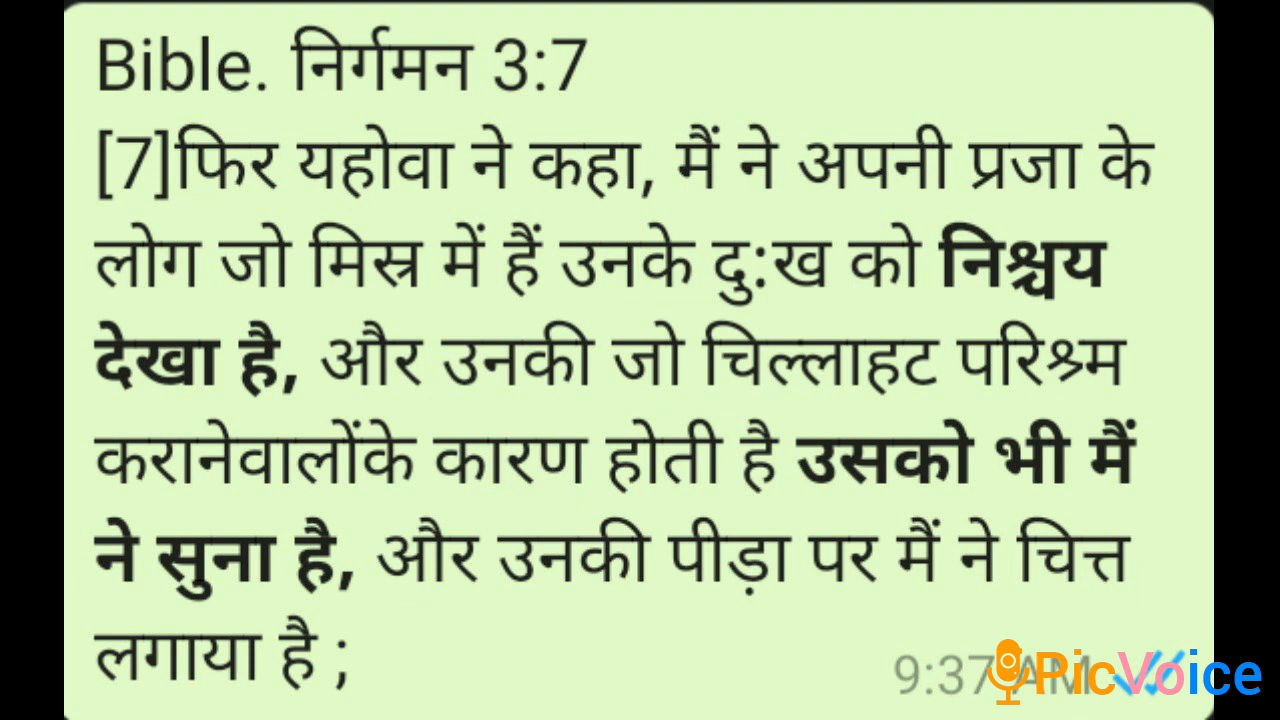 Bible. निर्गमन 3:7
[7]फिर यहोवा ने कहा, मैं ने अपनी प्रजा के
लोग जो मिस्र में हैं उनके दु:ख को निश्चय
देखा है, और उनकी जो चिल्लाहट परिश्रम
करानेवालोंके कारण होती है उसको भी मैं
ने सुना है, और उनकी पीड़ा पर मैं ने चित्त
लगाया है ;
9:37 AM
PicVoice